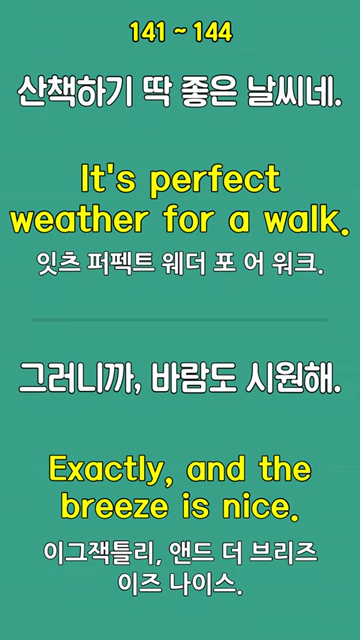 141 ~ 144
산책하기 딱 좋은 날씨네.
It's perfect
weather for a walk.
잇츠 퍼펙트 웨더 포 어 워크.
그러니까, 바람도 시원해.
Exactly, and the
breeze is nice.
이그잭틀리, 앤드 더 브리즈
이즈 나이스.